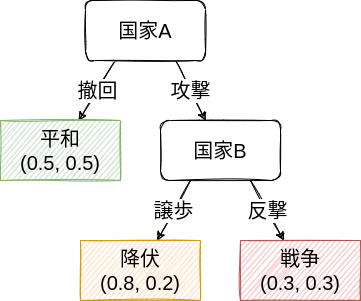 国家A
撤回
攻撃
平和
(0.5, 0.5)
国家B
譲歩
反撃
降伏
(0.8, 0.2)
戦争
(0.3, 0.3)